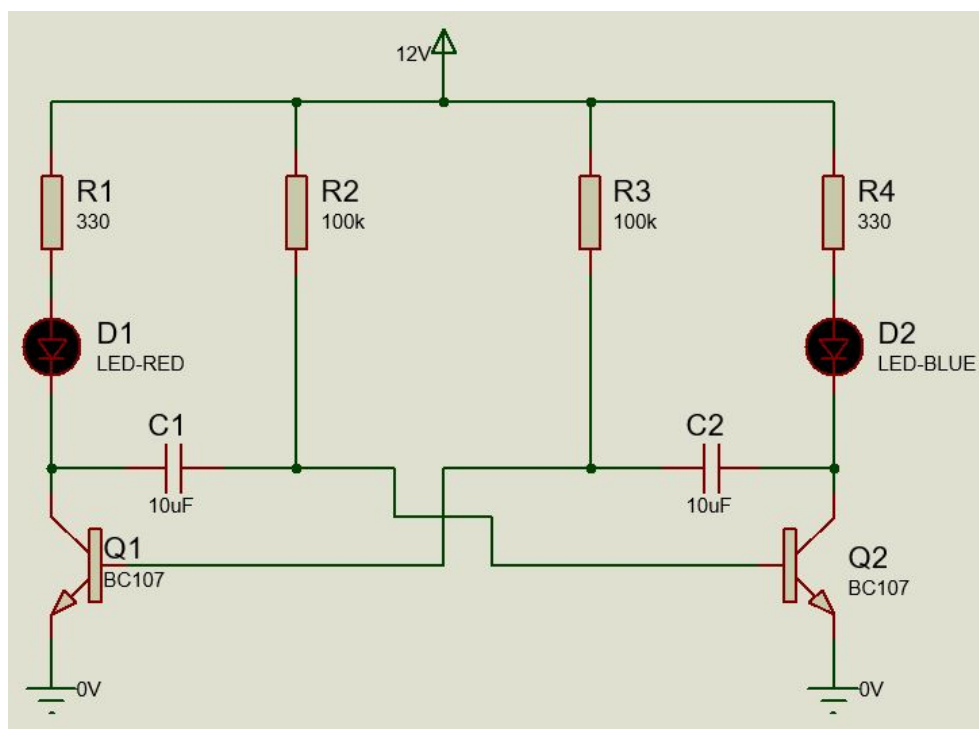 12V
R1
330
R2
100k
R3
100k
R4
330
D1
LED-RED
D2
LED-BLUE
C1
10uF
C2
10uF
Q1
BC107
Q2
BC107
0V
0V